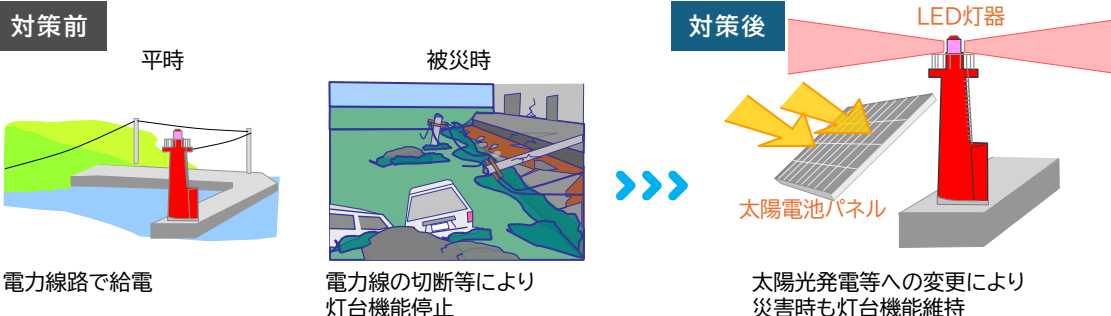 対策前
平時
被災時
電力線路で給電
電力線の切断等により
灯台機能停止
対策後
LED灯器
太陽電池パネル
太陽光発電等への変更により
災害時も灯台機能維持